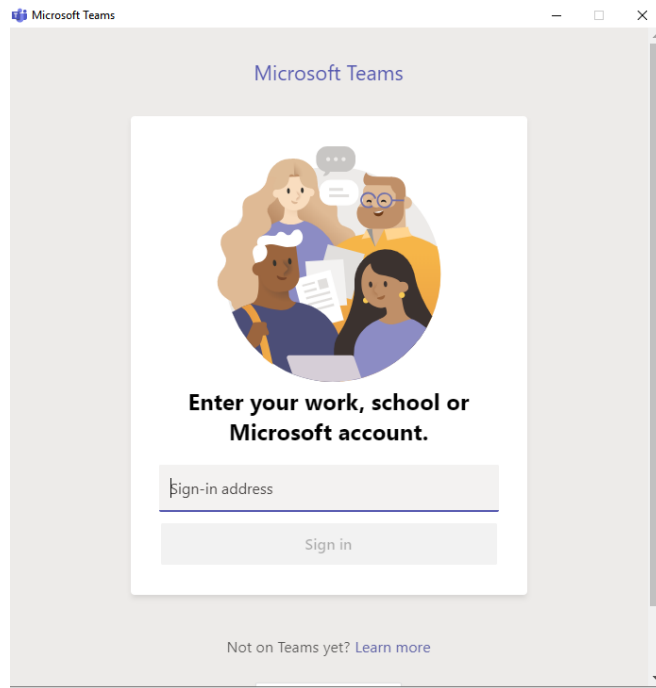 Microsoft Teams
Microsoft Teams
Enter your work, school or
Microsoft account.
Sign-in address
Sign in
Not on Teams yet? Learn more